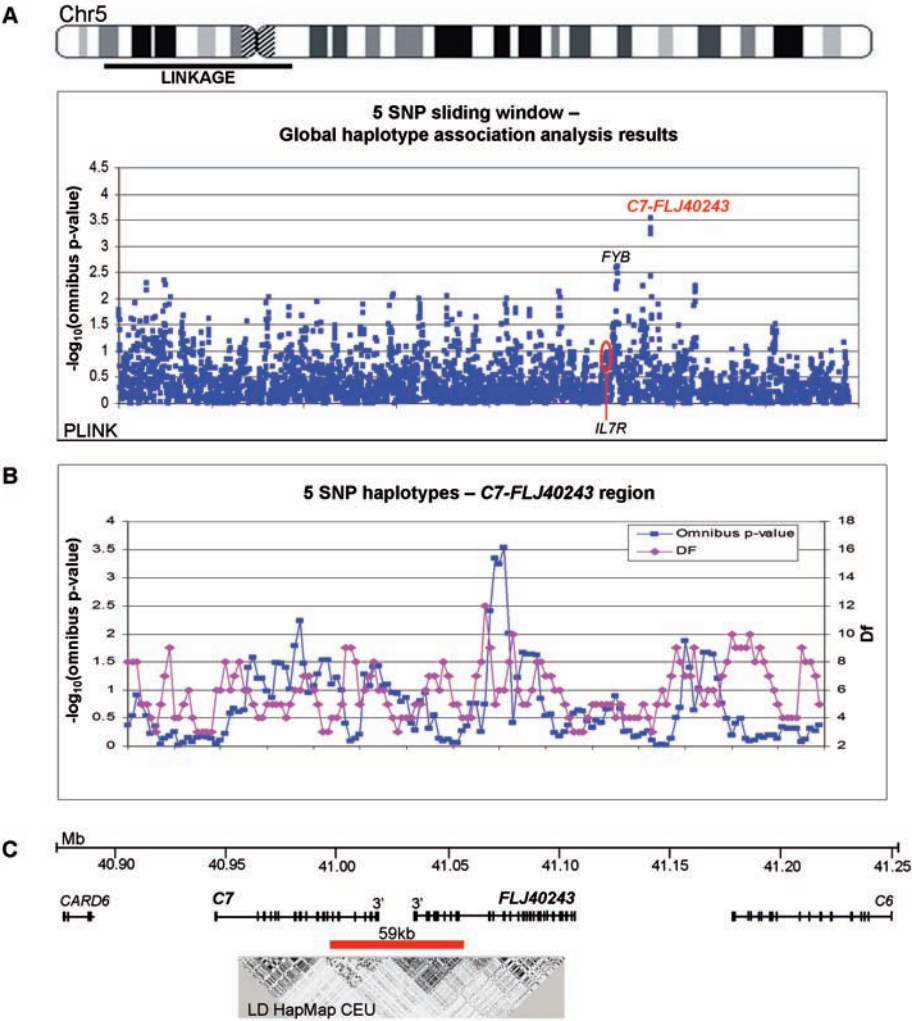 A
Chr5
LINKAGE
5 SNP sliding window –
Global haplotype association analysis results
-log10(omnibus p-value)
4.5
4
3.5
3
2.5
2
1.5
1
0.5
0
C7-FLJ40243
FYB
IL7R
PLINK
B
5 SNP haplotypes – C7-FLJ40243 region
-log10(omnibus p-value)
4
3.5
3
2.5
2
1.5
1
0.5
0
Omnibus p-value
DF
18
16
14
12
10
8
6
4
2
Df
C
Mb
40.90 40.95 41.00 41.05 41.10 41.15 41.20 41.25
CARD6 C7 3' 3' FLJ40243 C6
59kb
LD HapMap CEU